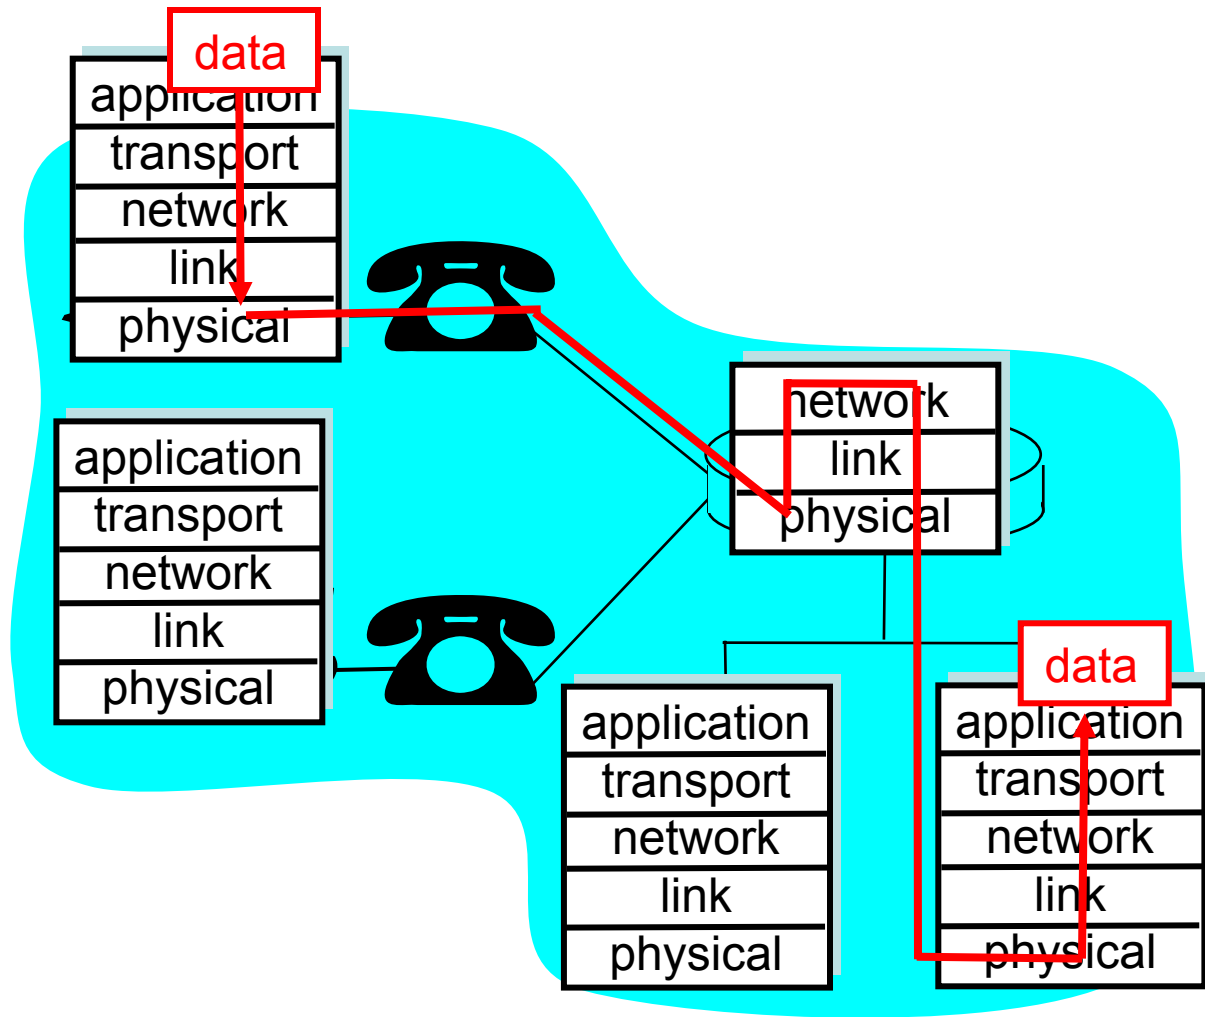 data
application
transport
network
link
physical
application
transport
network
link
physical
network
link
physical
application
transport
network
link
physical
data
application
transport
network
link
physical